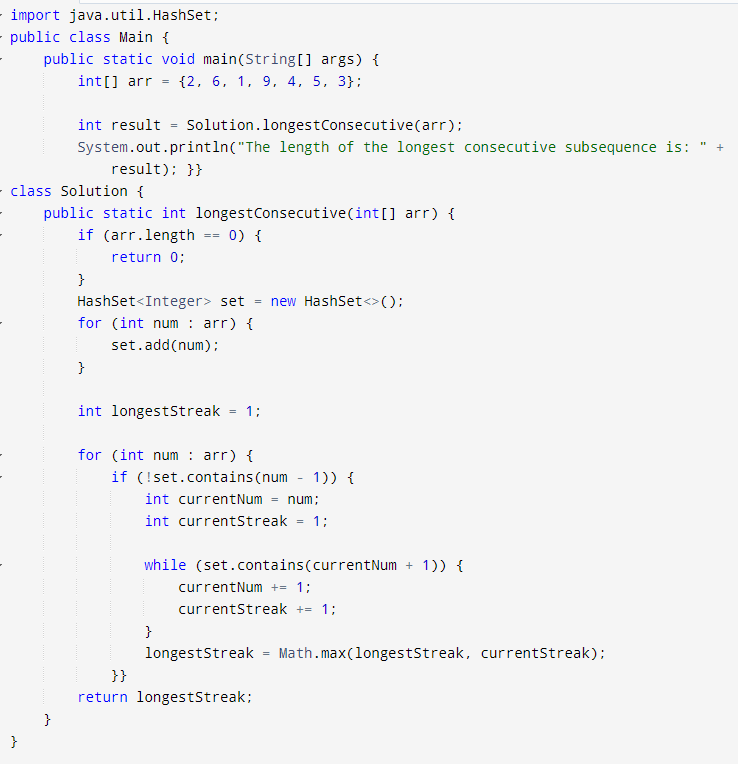 import java.util.HashSet;
public class Main {
    public static void main(String[] args) {
        int[] arr = {2, 6, 1, 9, 4, 5, 3};

        int result = Solution.longestConsecutive(arr);
        System.out.println("The length of the longest consecutive subsequence is: " +
            result); }}
class Solution {
    public static int longestConsecutive(int[] arr) {
        if (arr.length == 0) {
            return 0;
        }
        HashSet<Integer> set = new HashSet<>();
        for (int num : arr) {
            set.add(num);
        }

        int longestStreak = 1;

        for (int num : arr) {
            if (!set.contains(num - 1)) {
                int currentNum = num;
                int currentStreak = 1;

                while (set.contains(currentNum + 1)) {
                    currentNum += 1;
                    currentStreak += 1;
                }
                longestStreak = Math.max(longestStreak, currentStreak);
            }}
        return longestStreak;
    }
}